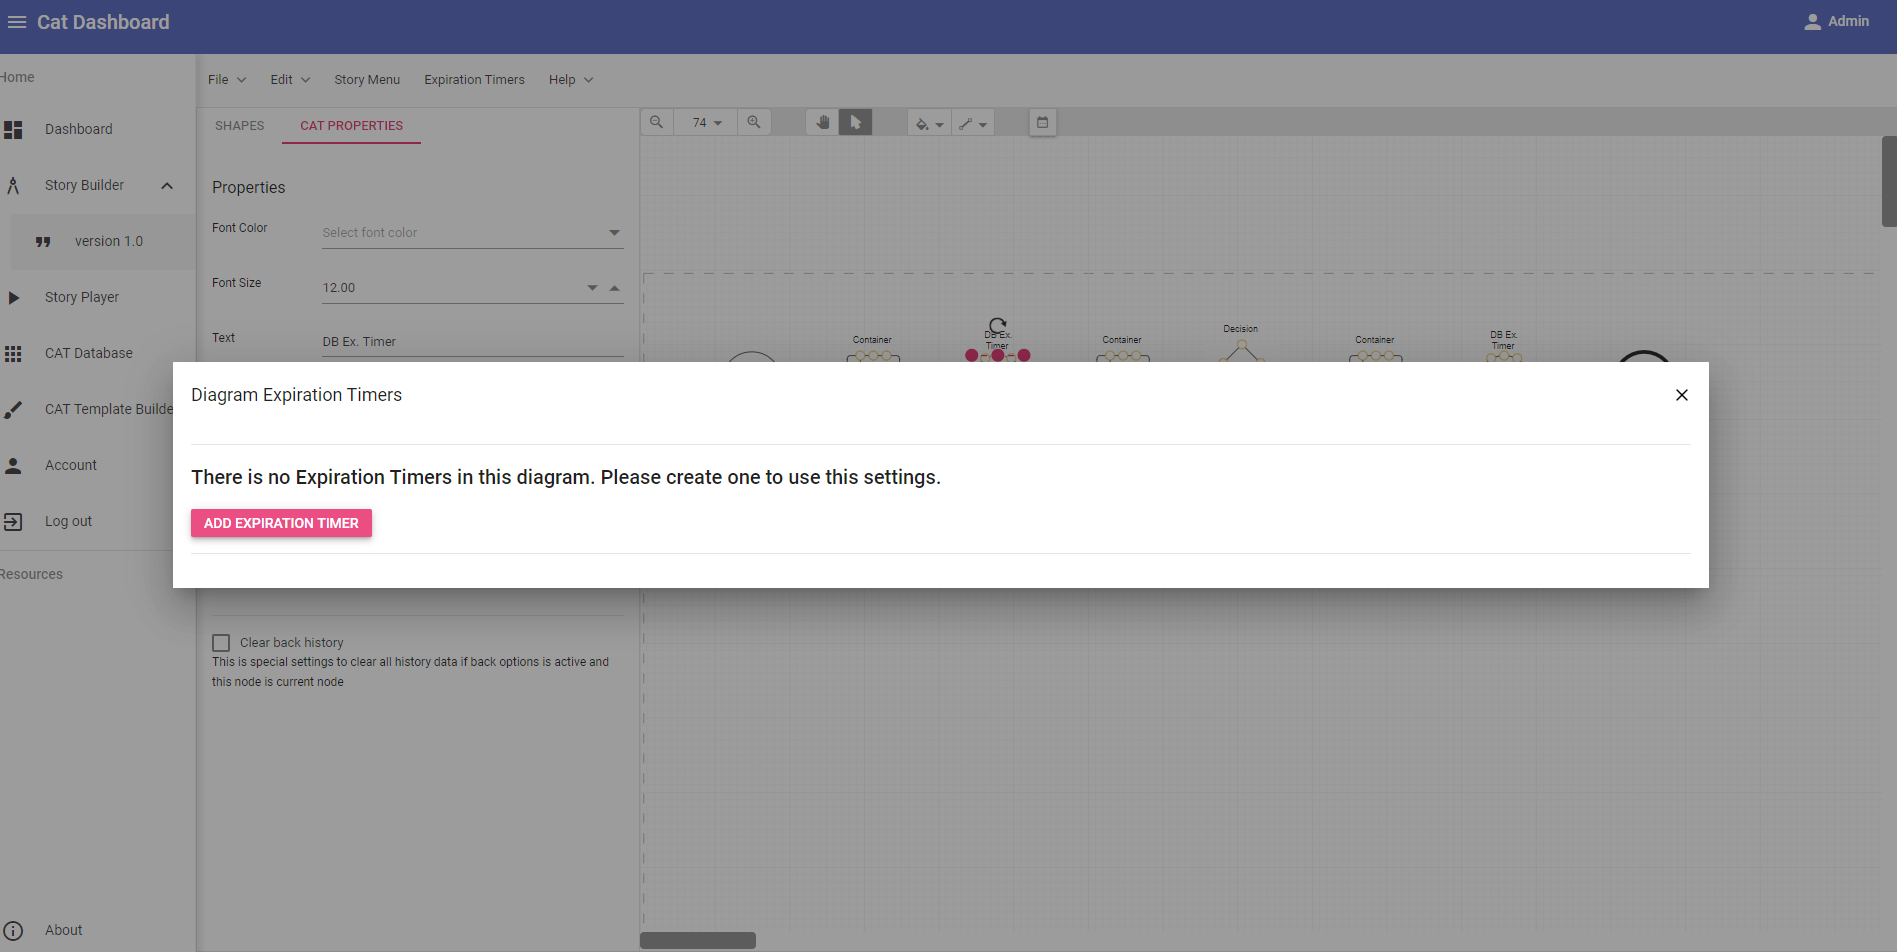 Cat Dashboard
Admin
Home
Dashboard
Story Builder
version 1.0
Story Player
CAT Database
CAT Template Builde
Account
Log out
Resources
About
File
Edit
Story Menu
Expiration Timers
Help
SHAPES
CAT PROPERTIES
74
Properties
Font Color
Select font color
Font Size
12.00
Text
DB Ex. Timer
Container
DB Ex.
Timer
Container
Decision
Container
DB Ex.
Timer
Diagram Expiration Timers
There is no Expiration Timers in this diagram. Please create one to use this settings.
ADD EXPIRATION TIMER
Clear back history
This is special settings to clear all history data if back options is active and
this node is current node